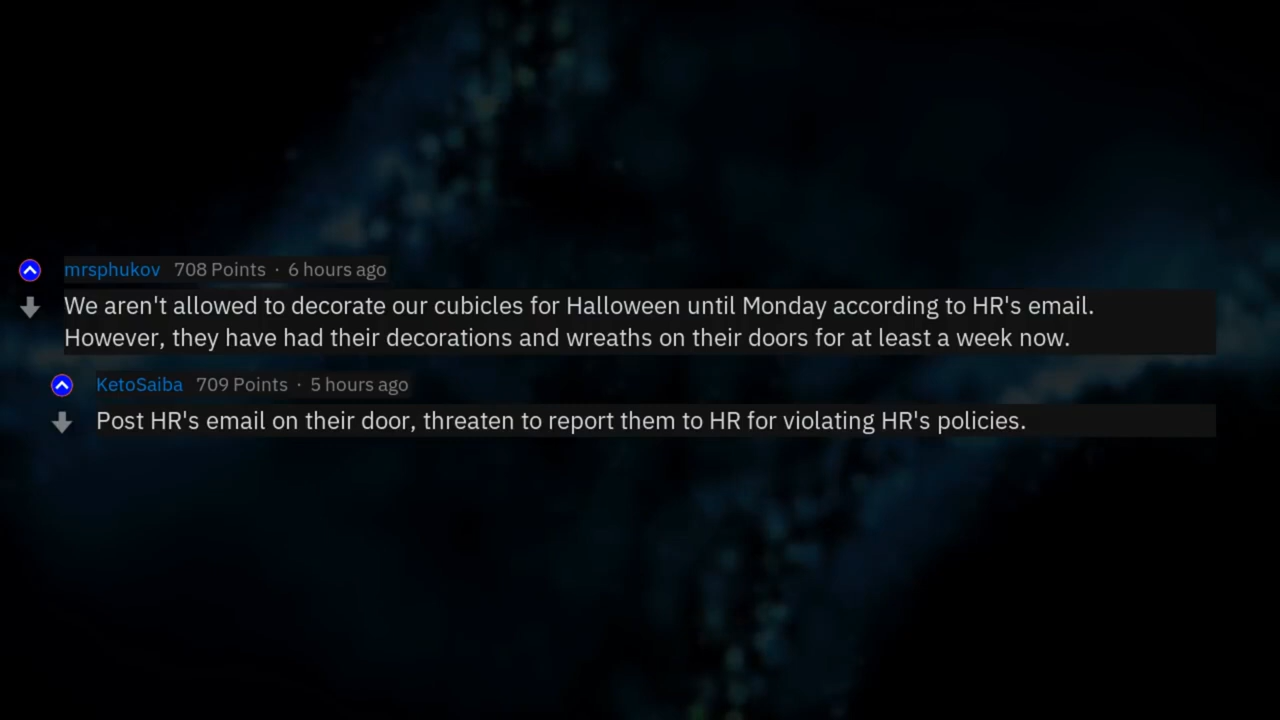 mrsphukov 708 Points · 6 hours ago
We aren't allowed to decorate our cubicles for Halloween until Monday according to HR's email.
However, they have had their decorations and wreaths on their doors for at least a week now.
KetoSaiba 709 Points · 5 hours ago
Post HR's email on their door, threaten to report them to HR for violating HR's policies.